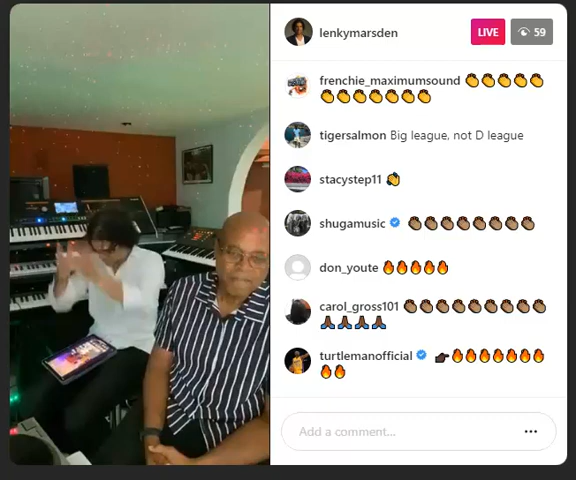 lenkymarsden
LIVE
59
frenchie_maximumsound 👏👏👏👏👏
👏👏👏👏👏👏👏
tigersalmon Big league, not D league
stacystep11 👏
shugamusic 👏🏽👏🏽👏🏽👏🏽👏🏽👏🏽👏🏽👏🏽
don_youte 🔥🔥🔥🔥🔥
carol_gross101 👏🏽👏🏽👏🏽👏🏽👏🏽👏🏽👏🏽👏🏽👏🏽
🙏🏾🙏🏾🙏🏾🙏🏾
turtlemanofficial 👉🏿🔥🔥🔥🔥🔥🔥🔥
🔥🔥
Add a comment...